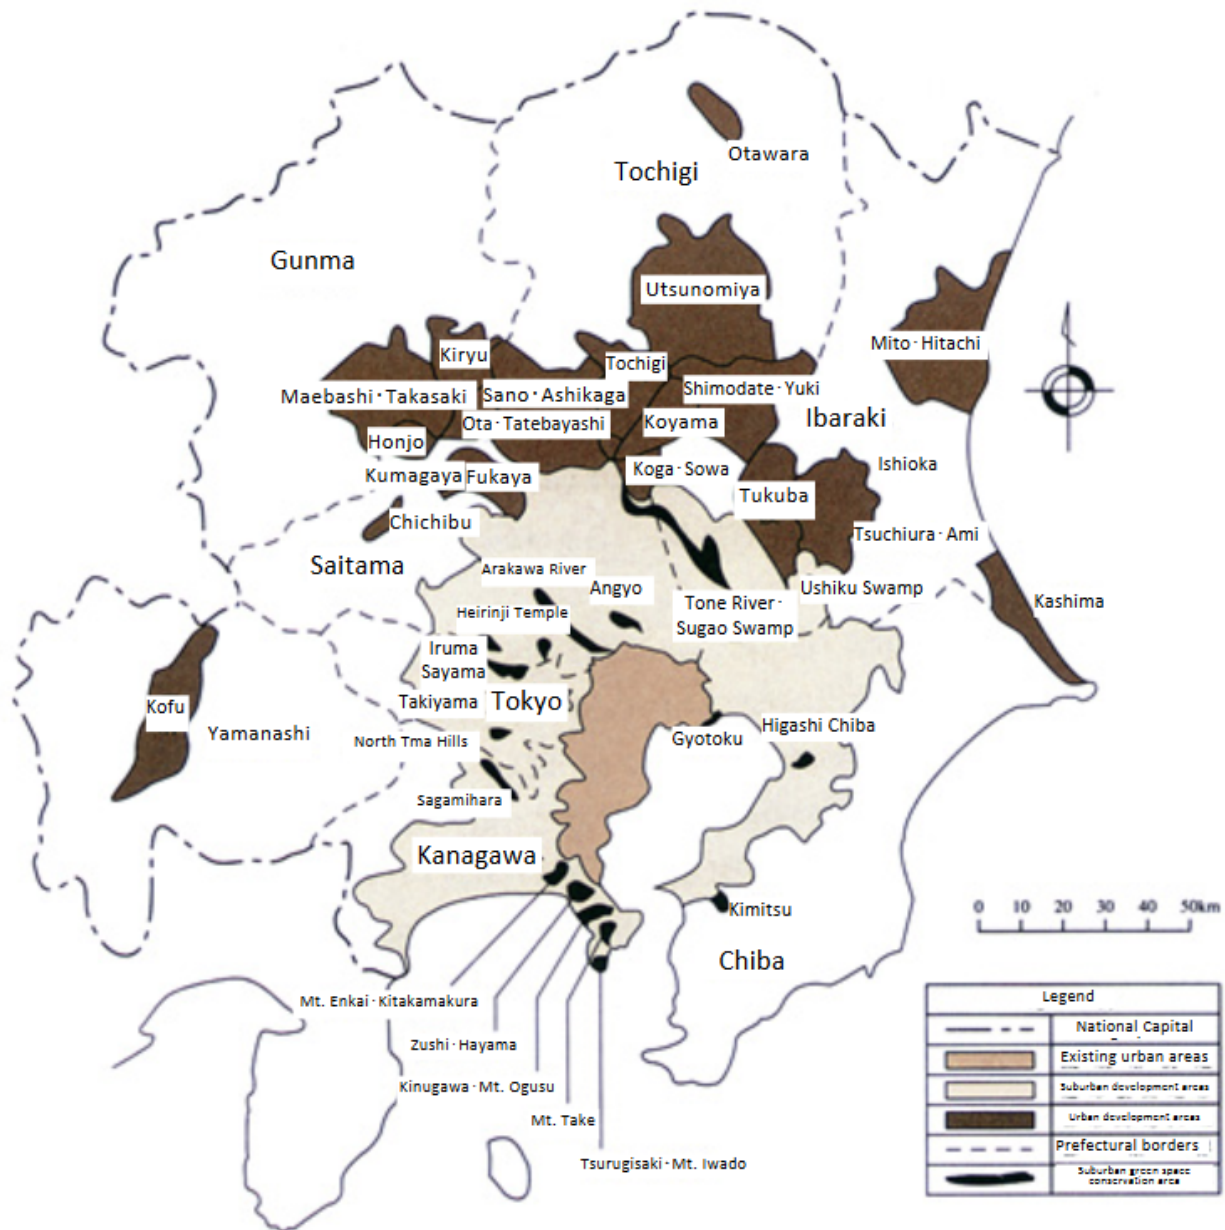 Otawara
Tochigi
Gunma
Utsunomiya
Mito·Hitachi
Kiryu
Tochigi
Maebashi·Takasaki
Sano·Ashikaga
Shimodate·Yuki
Ota·Tatebayashi
Koyama
Ibaraki
Honjo
Kumagaya
Fukaya
Koga·Sowa
Ishioka
Tukuba
Chichibu
Tsuchiura·Ami
Saitama
Arakawa River
Angyo
Ushiku Swamp
Tone River·
Sugao Swamp
Kashima
Heirinji Temple
Iruma
Sayama
Takiyama
Tokyo
Kofu
Yamanashi
North Tma Hills
Gyotoku
Higashi Chiba
Sagamihara
Kanagawa
Kimitsu
Chiba
0 10 20 30 40 50km
Mt. Enkai·Kitakamakura
Zushi·Hayama
Kinugawa·Mt. Ogusu
Mt. Take
Tsurugisaki·Mt. Iwado
Legend
National Capital
Existing urban areas
Suburban development areas
Urban development areas
Prefectural borders
Suburban green space
conservation area